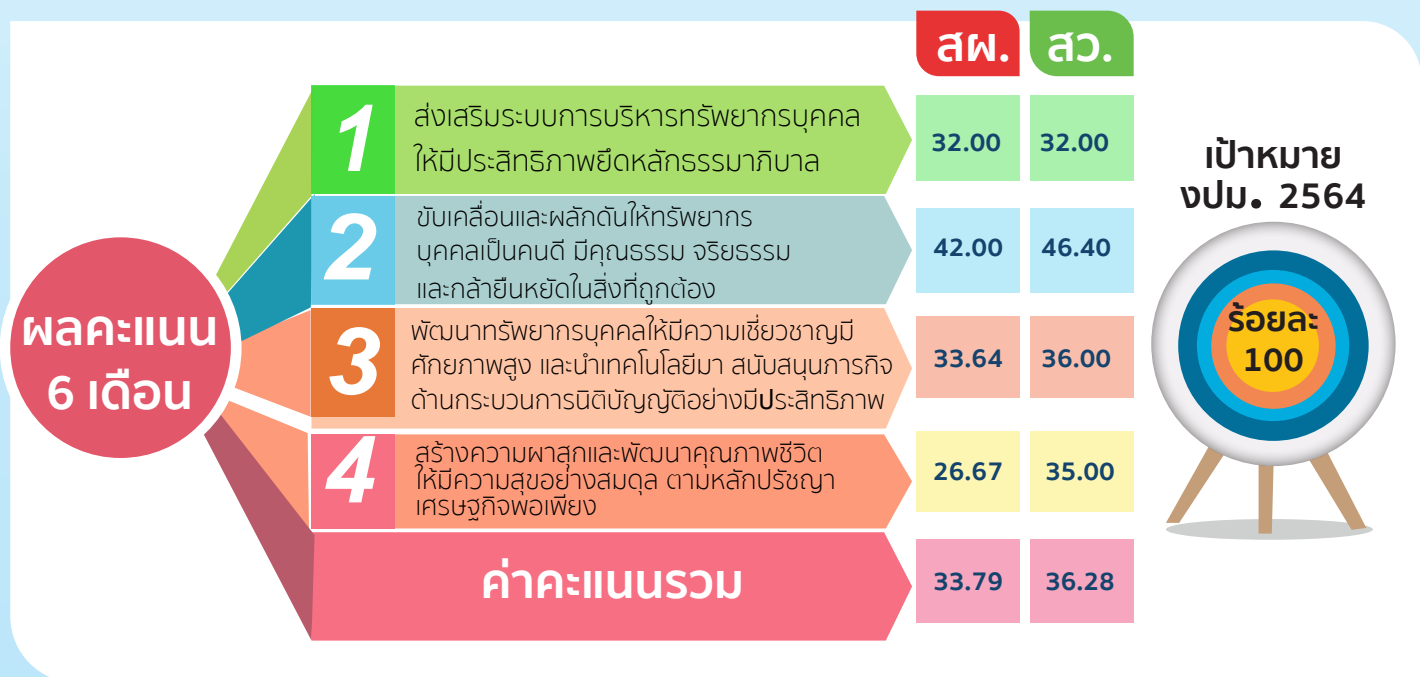 สผ. สว.
ผลคะแนน
6 เดือน
1
ส่งเสริมระบบการบริหารทรัพยากรบุคคล
ให้มีประสิทธิภาพยึดหลักธรรมาภิบาล
32.00 32.00
2
ขับเคลื่อนและผลักดันให้ทรัพยากร
บุคคลเป็นคนดี มีคุณธรรม จริยธรรม
และกล้ายืนหยัดในสิ่งที่ถูกต้อง
42.00 46.40
3
พัฒนาทรัพยากรบุคคลให้มีความเชี่ยวชาญมี
ศักยภาพสูง และนำเทคโนโลยีมา สนับสนุนภารกิจ
ด้านกระบวนการนิติบัญญัติอย่างมีประสิทธิภาพ
33.64 36.00
4
สร้างความผาสุกและพัฒนาคุณภาพชีวิต
ให้มีความสุขอย่างสมดุล ตามหลักปรัชญา
เศรษฐกิจพอเพียง
26.67 35.00
ค่าคะแนนรวม
33.79 36.28
เป้าหมาย
งปม. 2564
ร้อยละ
100